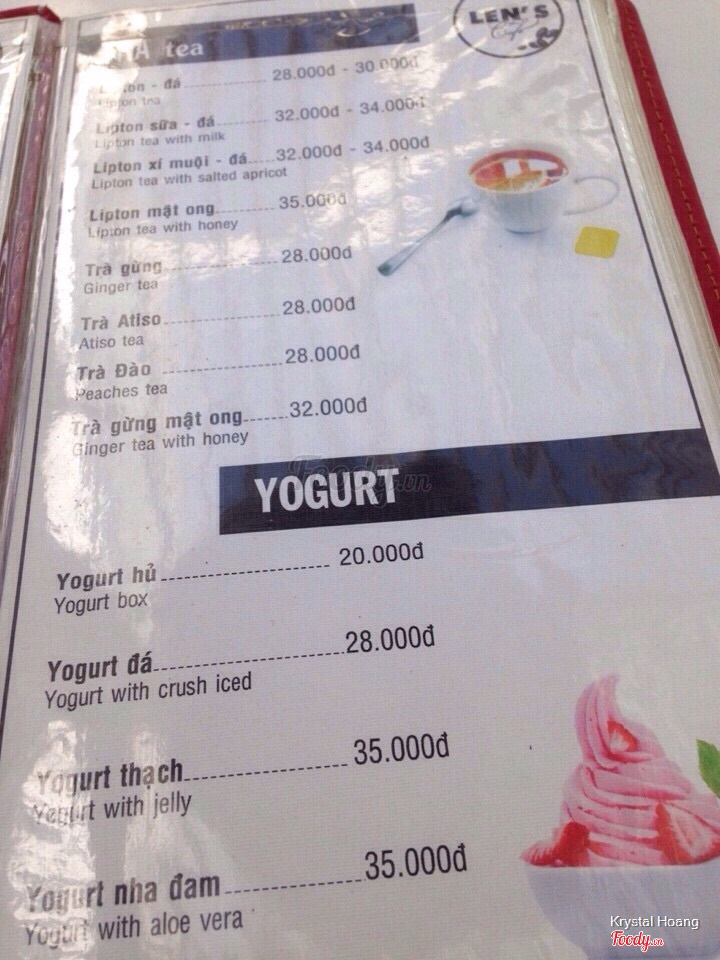 LEN'S
Café
tea
Lipton - đá 28.000đ - 30.000đ
Lipton tea
Lipton sữa - đá 32.000đ - 34.000đ
Lipton tea with milk
Lipton xí muội - đá 32.000đ - 34.000đ
Lipton tea with salted apricot
Lipton mật ong 35.000đ
Lipton tea with honey
Trà gừng 28.000đ
Ginger tea
Trà Atiso 28.000đ
Atiso tea
Trà Đào 28.000đ
Peaches tea
Trà gừng mật ong 32.000đ
Ginger tea with honey
Foody.vn
YOGURT
Yogurt hủ 20.000đ
Yogurt box
Yogurt đá 28.000đ
Yogurt with crush iced
Yogurt thạch 35.000đ
Yogurt with jelly
Yogurt nha đam 35.000đ
Yogurt with aloe vera
Krystal Hoang
Foody.vn